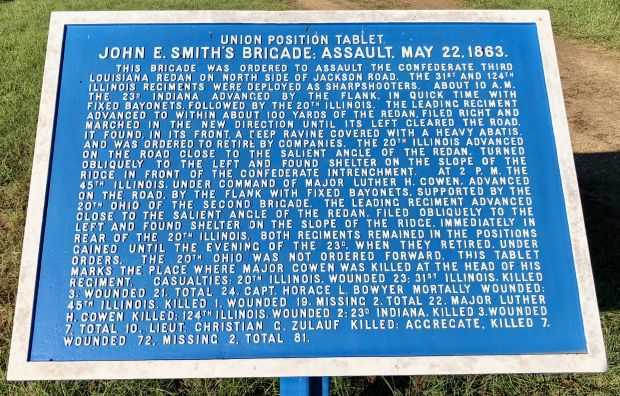 UNION POSITION TABLET
JOHN E. SMITH'S BRIGADE; ASSAULT, MAY 22, 1863.
THIS BRIGADE WAS ORDERED TO ASSAULT THE CONFEDERATE THIRD
LOUISIANA REDAN ON NORTH SIDE OF JACKSON ROAD. THE 31ST AND 124TH
ILLINOIS REGIMENTS WERE DEPLOYED AS SHARPSHOOTERS. ABOUT 10 A.M.
THE 23D INDIANA ADVANCED BY THE FLANK, IN QUICK TIME WITH
FIXED BAYONETS, FOLLOWED BY THE 20TH ILLINOIS. THE LEADING REGIMENT
ADVANCED TO WITHIN ABOUT 100 YARDS OF THE REDAN, FILED RIGHT AND
MARCHED IN THE NEW DIRECTION UNTIL ITS LEFT CLEARED THE ROAD.
IT FOUND, IN ITS FRONT, A DEEP RAVINE COVERED WITH A HEAVY ABATIS,
AND WAS ORDERED TO RETIRE BY COMPANIES. THE 20TH ILLINOIS ADVANCED
ON THE ROAD CLOSE TO THE SALIENT ANGLE OF THE REDAN, TURNED
OBLIQUELY TO THE LEFT AND FOUND SHELTER ON THE SLOPE OF THE
RIDGE IN FRONT OF THE CONFEDERATE INTRENCHMENT. AT 2 P.M. THE
45TH ILLINOIS, UNDER COMMAND OF MAJOR LUTHER H. COWEN, ADVANCED
ON THE ROAD, BY THE FLANK WITH FIXED BAYONETS, SUPPORTED BY THE
20TH OHIO OF THE SECOND BRIGADE. THE LEADING REGIMENT ADVANCED
CLOSE TO THE SALIENT ANGLE OF THE REDAN, FILED OBLIQUELY TO THE
LEFT AND FOUND SHELTER ON THE SLOPE OF THE RIDGE, IMMEDIATELY IN
REAR OF THE 20TH ILLINOIS. BOTH REGIMENTS REMAINED IN THE POSITIONS
GAINED UNTIL THE EVENING OF THE 23D, WHEN THEY RETIRED, UNDER
ORDERS. THE 20TH OHIO WAS NOT ORDERED FORWARD. THIS TABLET
MARKS THE PLACE WHERE MAJOR COWEN WAS KILLED AT THE HEAD OF HIS
REGIMENT. CASUALTIES: 20TH ILLINOIS, WOUNDED 23; 31ST ILLINOIS, KILLED
3, WOUNDED 21, TOTAL 24, CAPT. HORACE L. BOWYER MORTALLY WOUNDED;
45TH ILLINOIS, KILLED 1, WOUNDED 19, MISSING 2, TOTAL 22, MAJOR LUTHER
H. COWEN KILLED; 124TH ILLINOIS, WOUNDED 2; 23D INDIANA, KILLED 3, WOUNDED
7, TOTAL 10, LIEUT. CHRISTIAN G. ZULAUF KILLED; AGGREGATE, KILLED 7,
WOUNDED 72, MISSING 2, TOTAL 81.